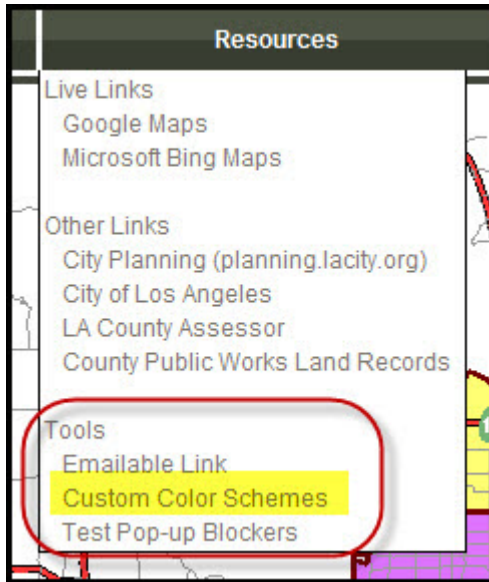 Resources
Live Links
Google Maps
Microsoft Bing Maps
Other Links
City Planning (planning.lacity.org)
City of Los Angeles
LA County Assessor
County Public Works Land Records
Tools
Emailable Link
Custom Color Schemes
Test Pop-up Blockers